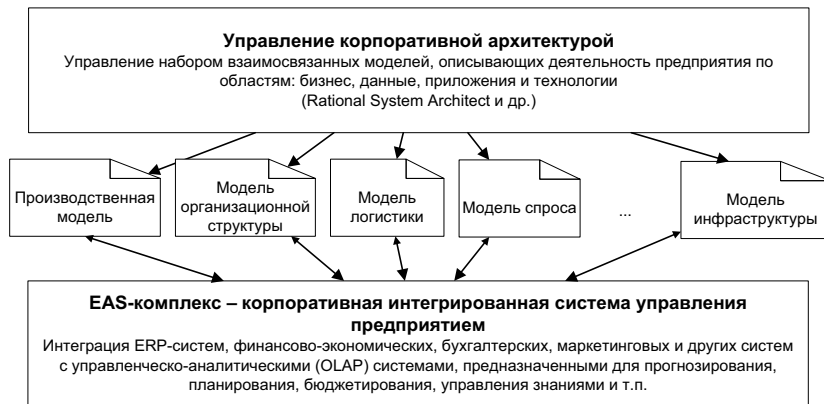 Управление корпоративной архитектурой
Управление набором взаимосвязанных моделей, описывающих деятельность предприятия по
областям: бизнес, данные, приложения и технологии
(Rational System Architect и др.)
Производственная
модель
Модель
организационной
структуры
Модель
логистики
Модель спроса
...
Модель
инфраструктуры
EAS-комплекс – корпоративная интегрированная система управления
предприятием
Интеграция ERP-систем, финансово-экономических, бухгалтерских, маркетинговых и других систем
с управленческо-аналитическими (OLAP) системами, предназначенными для прогнозирования,
планирования, бюджетирования, управления знаниями и т.п.